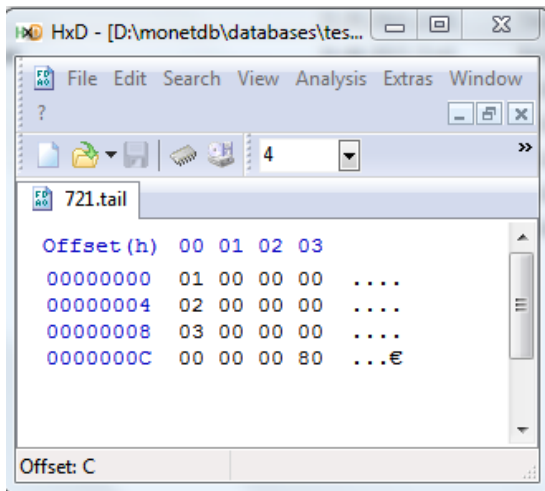 HxD - [D:\monetdb\databases\tes...
File Edit Search View Analysis Extras Window
?
4
»
721.tail
Offset(h) 00 01 02 03
00000000 01 00 00 00 ....
00000004 02 00 00 00 ....
00000008 03 00 00 00 ....
0000000C 00 00 00 80 ...€
Offset: C